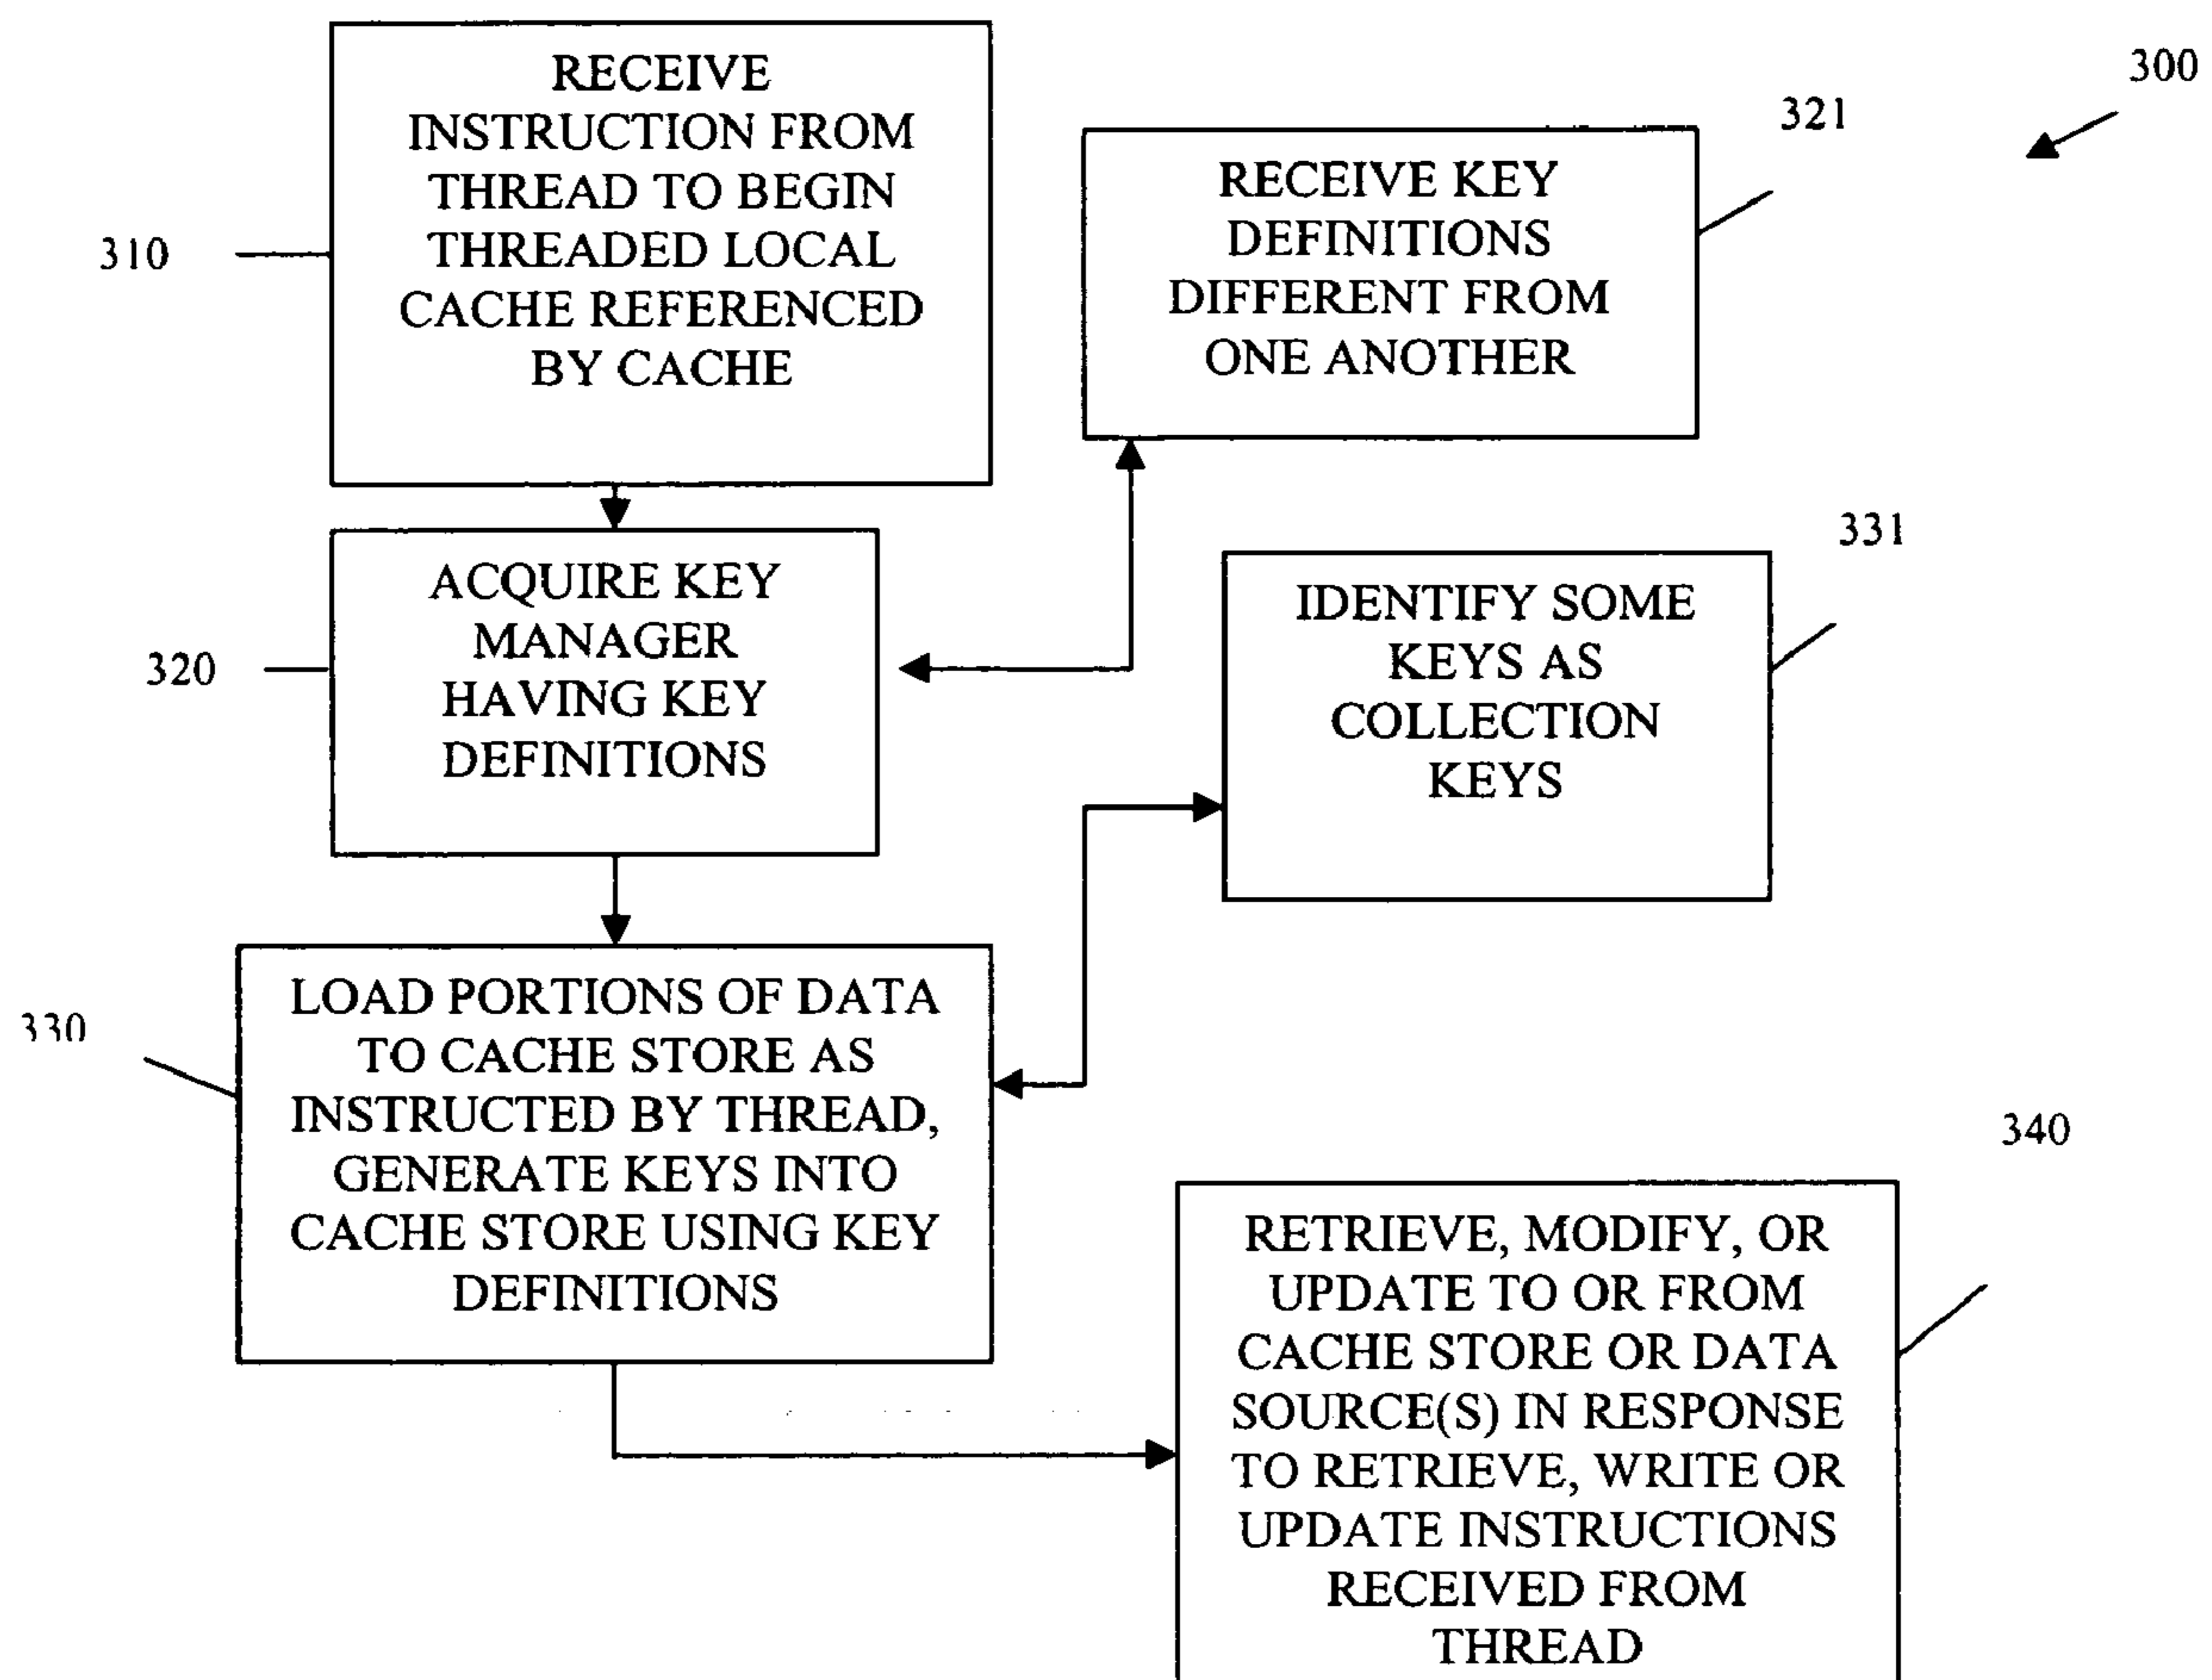 300
RECEIVE
INSTRUCTION FROM
THREAD TO BEGIN
THREADED LOCAL
CACHE REFERENCED
BY CACHE
310
321
RECEIVE KEY
DEFINITIONS
DIFFERENT FROM
ONE ANOTHER
ACQUIRE KEY
MANAGER
HAVING KEY
DEFINITIONS
320
331
IDENTIFY SOME
KEYS AS
COLLECTION
KEYS
LOAD PORTIONS OF DATA
TO CACHE STORE AS
INSTRUCTED BY THREAD,
GENERATE KEYS INTO
CACHE STORE USING KEY
DEFINITIONS
330
340
RETRIEVE, MODIFY, OR
UPDATE TO OR FROM
CACHE STORE OR DATA
SOURCE(S) IN RESPONSE
TO RETRIEVE, WRITE OR
UPDATE INSTRUCTIONS
RECEIVED FROM
THREAD